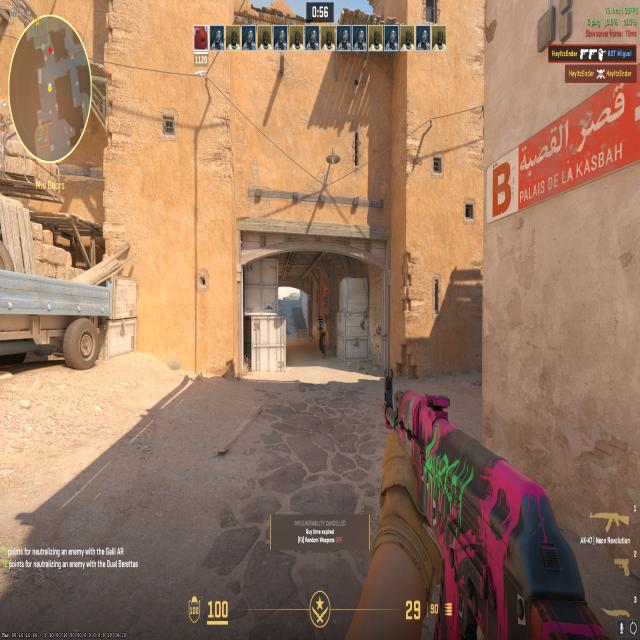 0:56
1120
Mid Doors
HeyItzEnder BOT Miguel
HeyItzEnder HeyItzEnder
قصر القصبة
B PALAIS DE LA KASBAH
INVULNERABILITY CANCELLED
Buy time expired
[F3] Random Weapons OFF
points for neutralizing an enemy with the Galil AR
points for neutralizing an enemy with the Dual Berettas
1
AK-47 | Neon Revolution
2
3
100 100
29 90